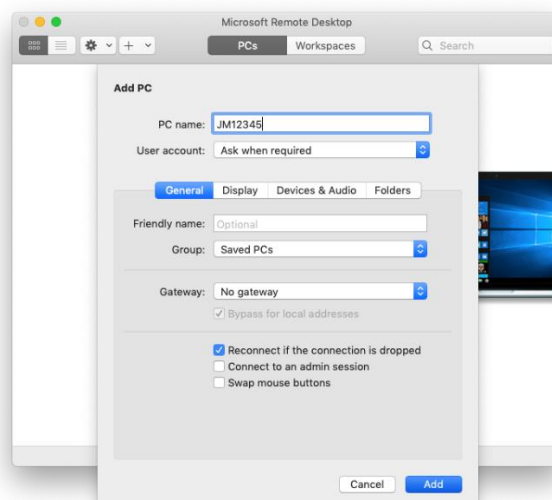 Microsoft Remote Desktop
PCs Workspaces Search
Add PC
PC name: JM12345
User account: Ask when required
General Display Devices & Audio Folders
Friendly name: Optional
Group: Saved PCs
Gateway: No gateway
Bypass for local addresses
Reconnect if the connection is dropped
Connect to an admin session
Swap mouse buttons
Cancel Add